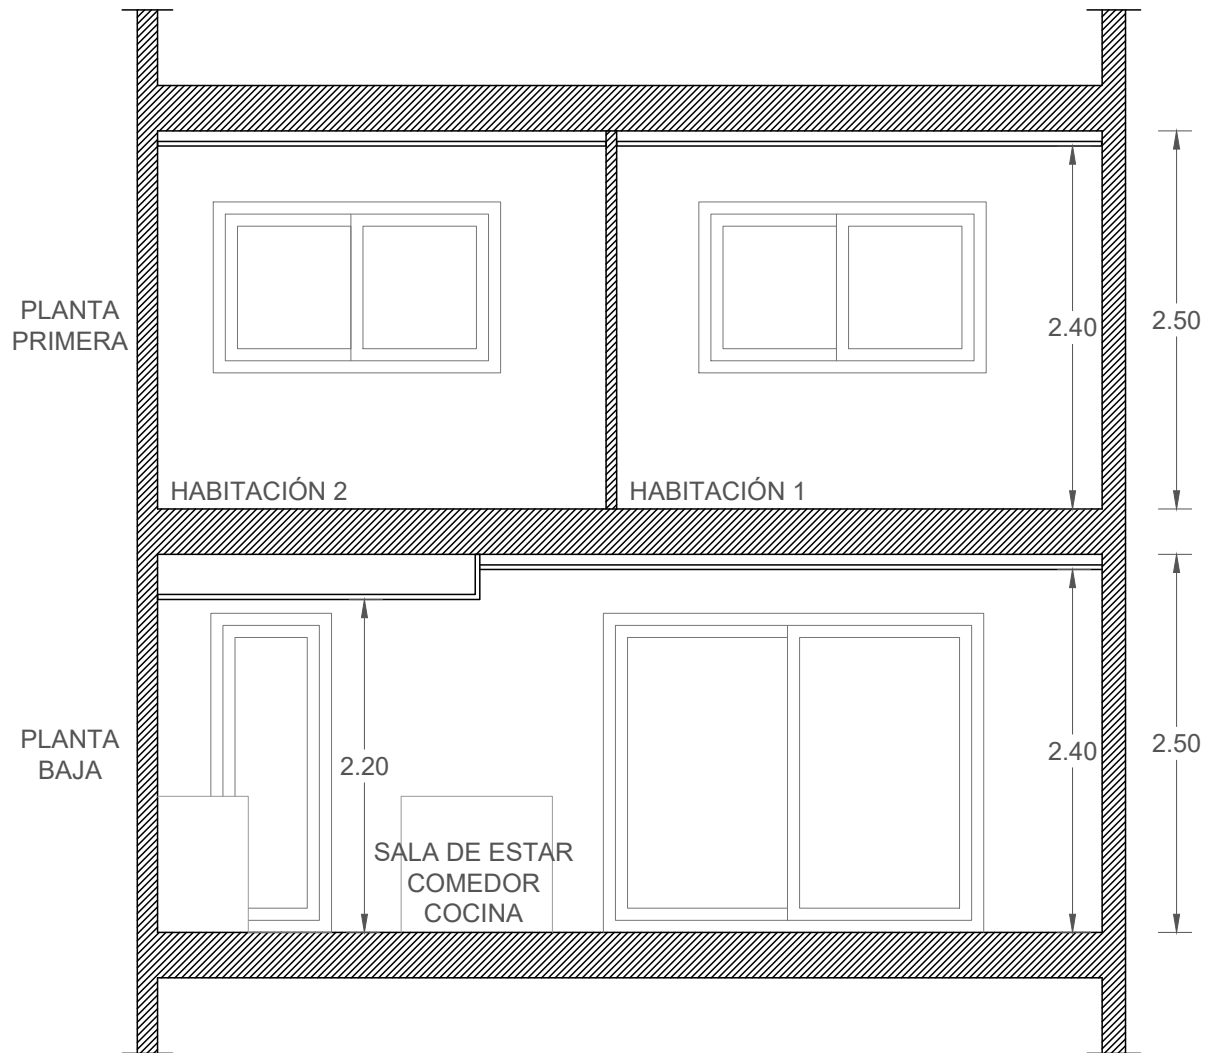 PLANTA
PRIMERA
2.40
2.50
HABITACIÓN 2
HABITACIÓN 1
PLANTA
BAJA
2.20
2.40
2.50
SALA DE ESTAR
COMEDOR
COCINA